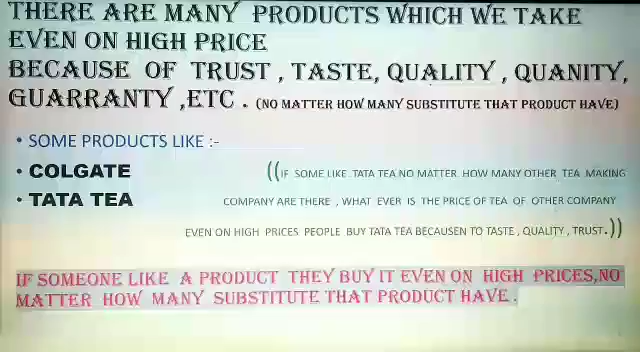 THERE ARE MANY PRODUCTS WHICH WE TAKE
EVEN ON HIGH PRICE
BECAUSE OF TRUST , TASTE, QUALITY , QUANITY,
GUARRANTY ,ETC . (NO MATTER HOW MANY SUBSTITUTE THAT PRODUCT HAVE)
• SOME PRODUCTS LIKE :-
• COLGATE ((IF SOME LIKE TATA TEA NO MATTER HOW MANY OTHER TEA MAKING
• TATA TEA COMPANY ARE THERE , WHAT EVER IS THE PRICE OF TEA OF OTHER COMPANY
EVEN ON HIGH PRICES PEOPLE BUY TATA TEA BECAUSEN TO TASTE , QUALITY , TRUST.))
IF SOMEONE LIKE A PRODUCT THEY BUY IT EVEN ON HIGH PRICES,NO
MATTER HOW MANY SUBSTITUTE THAT PRODUCT HAVE .